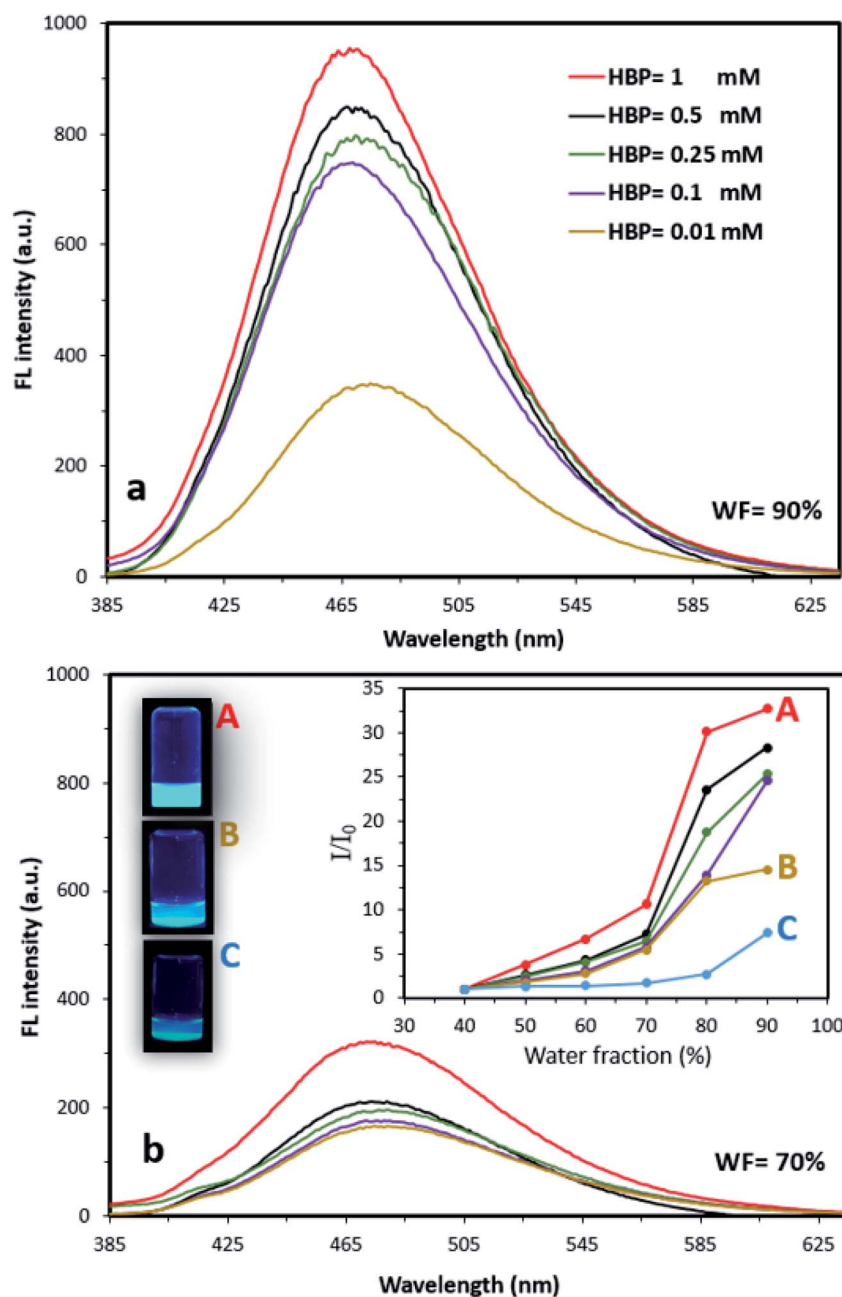 1000
800
600
400
200
0
FL intensity (a.u.)
HBP= 1 mM
HBP= 0.5 mM
HBP= 0.25 mM
HBP= 0.1 mM
HBP= 0.01 mM
a
WF= 90%
385 425 465 505 545 585 625
Wavelength (nm)
1000
800
600
400
200
0
FL intensity (a.u.)
A
B
C
35
30
25
20
15
10
5
0
I/I0
A
B
C
30 40 50 60 70 80 90 100
Water fraction (%)
b
WF= 70%
385 425 465 505 545 585 625
Wavelength (nm)